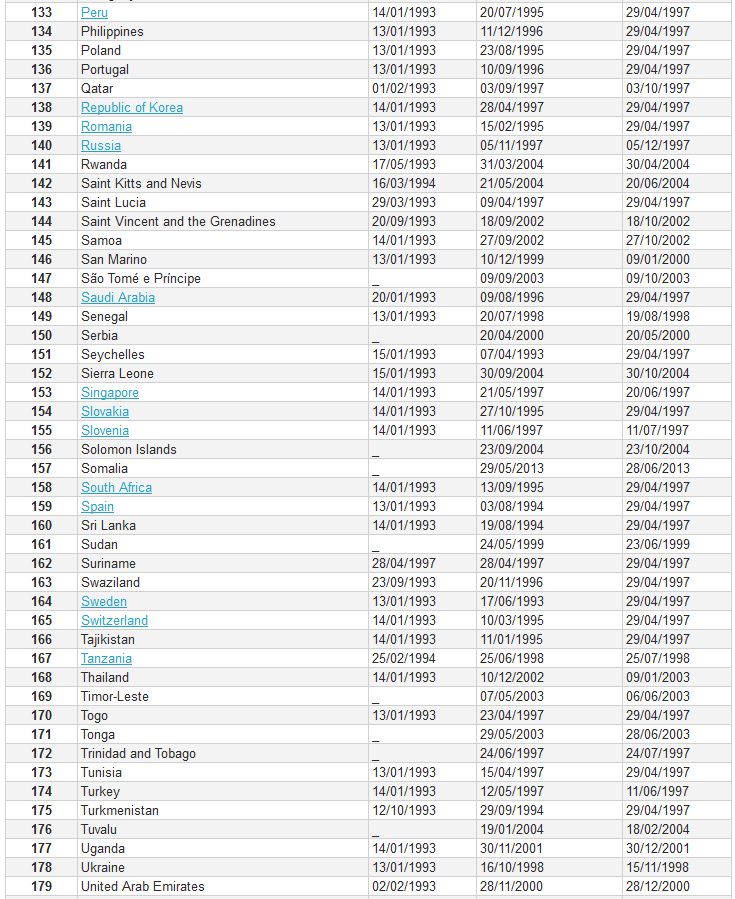 133 Peru 14/01/1993 20/07/1995 29/04/1997
134 Philippines 13/01/1993 11/12/1996 29/04/1997
135 Poland 13/01/1993 23/08/1995 29/04/1997
136 Portugal 13/01/1993 10/09/1996 29/04/1997
137 Qatar 01/02/1993 03/09/1997 03/10/1997
138 Republic of Korea 14/01/1993 28/04/1997 29/04/1997
139 Romania 13/01/1993 15/02/1995 29/04/1997
140 Russia 13/01/1993 05/11/1997 05/12/1997
141 Rwanda 17/05/1993 31/03/2004 30/04/2004
142 Saint Kitts and Nevis 16/03/1994 21/05/2004 20/06/2004
143 Saint Lucia 29/03/1993 09/04/1997 29/04/1997
144 Saint Vincent and the Grenadines 20/09/1993 18/09/2002 18/10/2002
145 Samoa 14/01/1993 27/09/2002 27/10/2002
146 San Marino 13/01/1993 10/12/1999 09/01/2000
147 São Tomé e Príncipe _ 09/09/2003 09/10/2003
148 Saudi Arabia 20/01/1993 09/08/1996 29/04/1997
149 Senegal 13/01/1993 20/07/1998 19/08/1998
150 Serbia _ 20/04/2000 20/05/2000
151 Seychelles 15/01/1993 07/04/1993 29/04/1997
152 Sierra Leone 15/01/1993 30/09/2004 30/10/2004
153 Singapore 14/01/1993 21/05/1997 20/06/1997
154 Slovakia 14/01/1993 27/10/1995 29/04/1997
155 Slovenia 14/01/1993 11/06/1997 11/07/1997
156 Solomon Islands _ 23/09/2004 23/10/2004
157 Somalia _ 29/05/2013 28/06/2013
158 South Africa 14/01/1993 13/09/1995 29/04/1997
159 Spain 13/01/1993 03/08/1994 29/04/1997
160 Sri Lanka 14/01/1993 19/08/1994 29/04/1997
161 Sudan _ 24/05/1999 23/06/1999
162 Suriname 28/04/1997 28/04/1997 29/04/1997
163 Swaziland 23/09/1993 20/11/1996 29/04/1997
164 Sweden 13/01/1993 17/06/1993 29/04/1997
165 Switzerland 14/01/1993 10/03/1995 29/04/1997
166 Tajikistan 14/01/1993 11/01/1995 29/04/1997
167 Tanzania 25/02/1994 25/06/1998 25/07/1998
168 Thailand 14/01/1993 10/12/2002 09/01/2003
169 Timor-Leste _ 07/05/2003 06/06/2003
170 Togo 13/01/1993 23/04/1997 29/04/1997
171 Tonga _ 29/05/2003 28/06/2003
172 Trinidad and Tobago _ 24/06/1997 24/07/1997
173 Tunisia 13/01/1993 15/04/1997 29/04/1997
174 Turkey 14/01/1993 12/05/1997 11/06/1997
175 Turkmenistan 12/10/1993 29/09/1994 29/04/1997
176 Tuvalu _ 19/01/2004 18/02/2004
177 Uganda 14/01/1993 30/11/2001 30/12/2001
178 Ukraine 13/01/1993 16/10/1998 15/11/1998
179 United Arab Emirates 02/02/1993 28/11/2000 28/12/2000